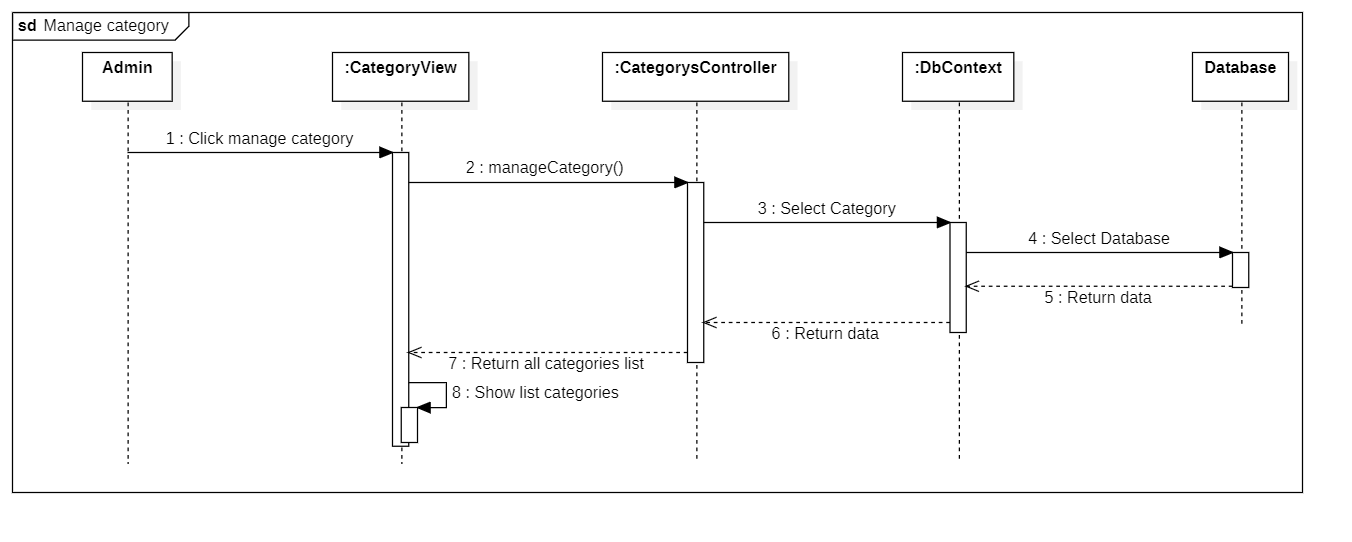 sd Manage category
Admin
:CategoryView
:CategorysController
:DbContext
Database
1 : Click manage category
2 : manageCategory()
3 : Select Category
4 : Select Database
5 : Return data
6 : Return data
7 : Return all categories list
8 : Show list categories